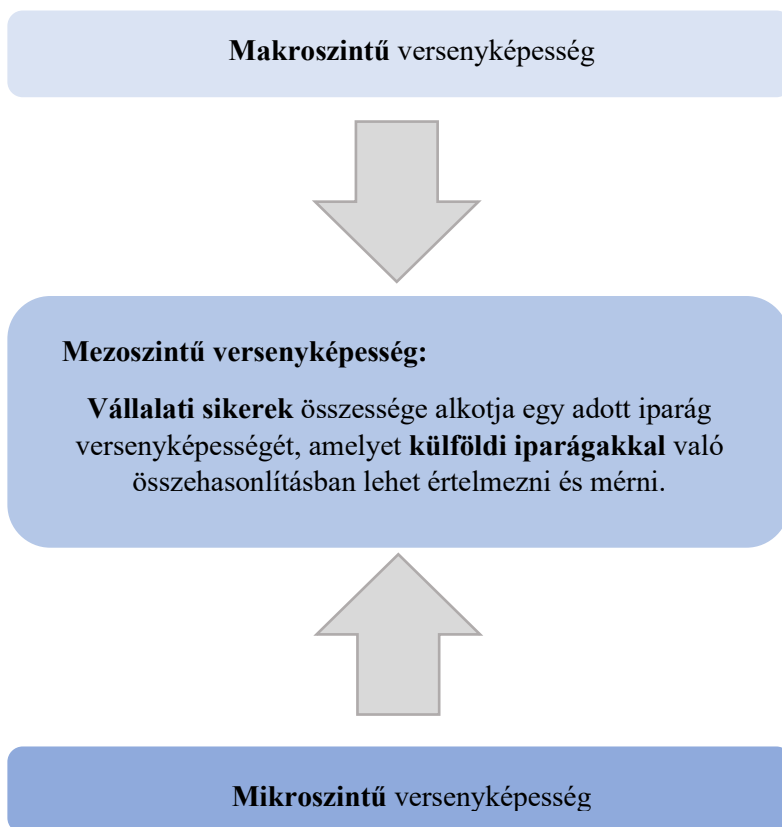 Makroszintű versenyképesség
Mezoszintű versenyképesség:
Vállalati sikerek összessége alkotja egy adott iparág
versenyképességét, amelyet külföldi iparágakkal való
összehasonlításban lehet értelmezni és mérni.
Mikroszintű versenyképesség